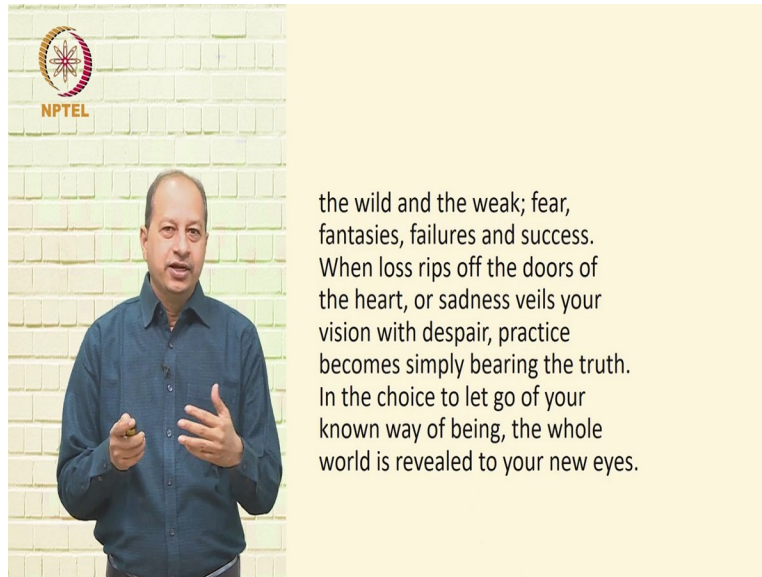 NPTEL
the wild and the weak; fear,
fantasies, failures and success.
When loss rips off the doors of
the heart, or sadness veils your
vision with despair, practice
becomes simply bearing the truth.
In the choice to let go of your
known way of being, the whole
world is revealed to your new eyes.